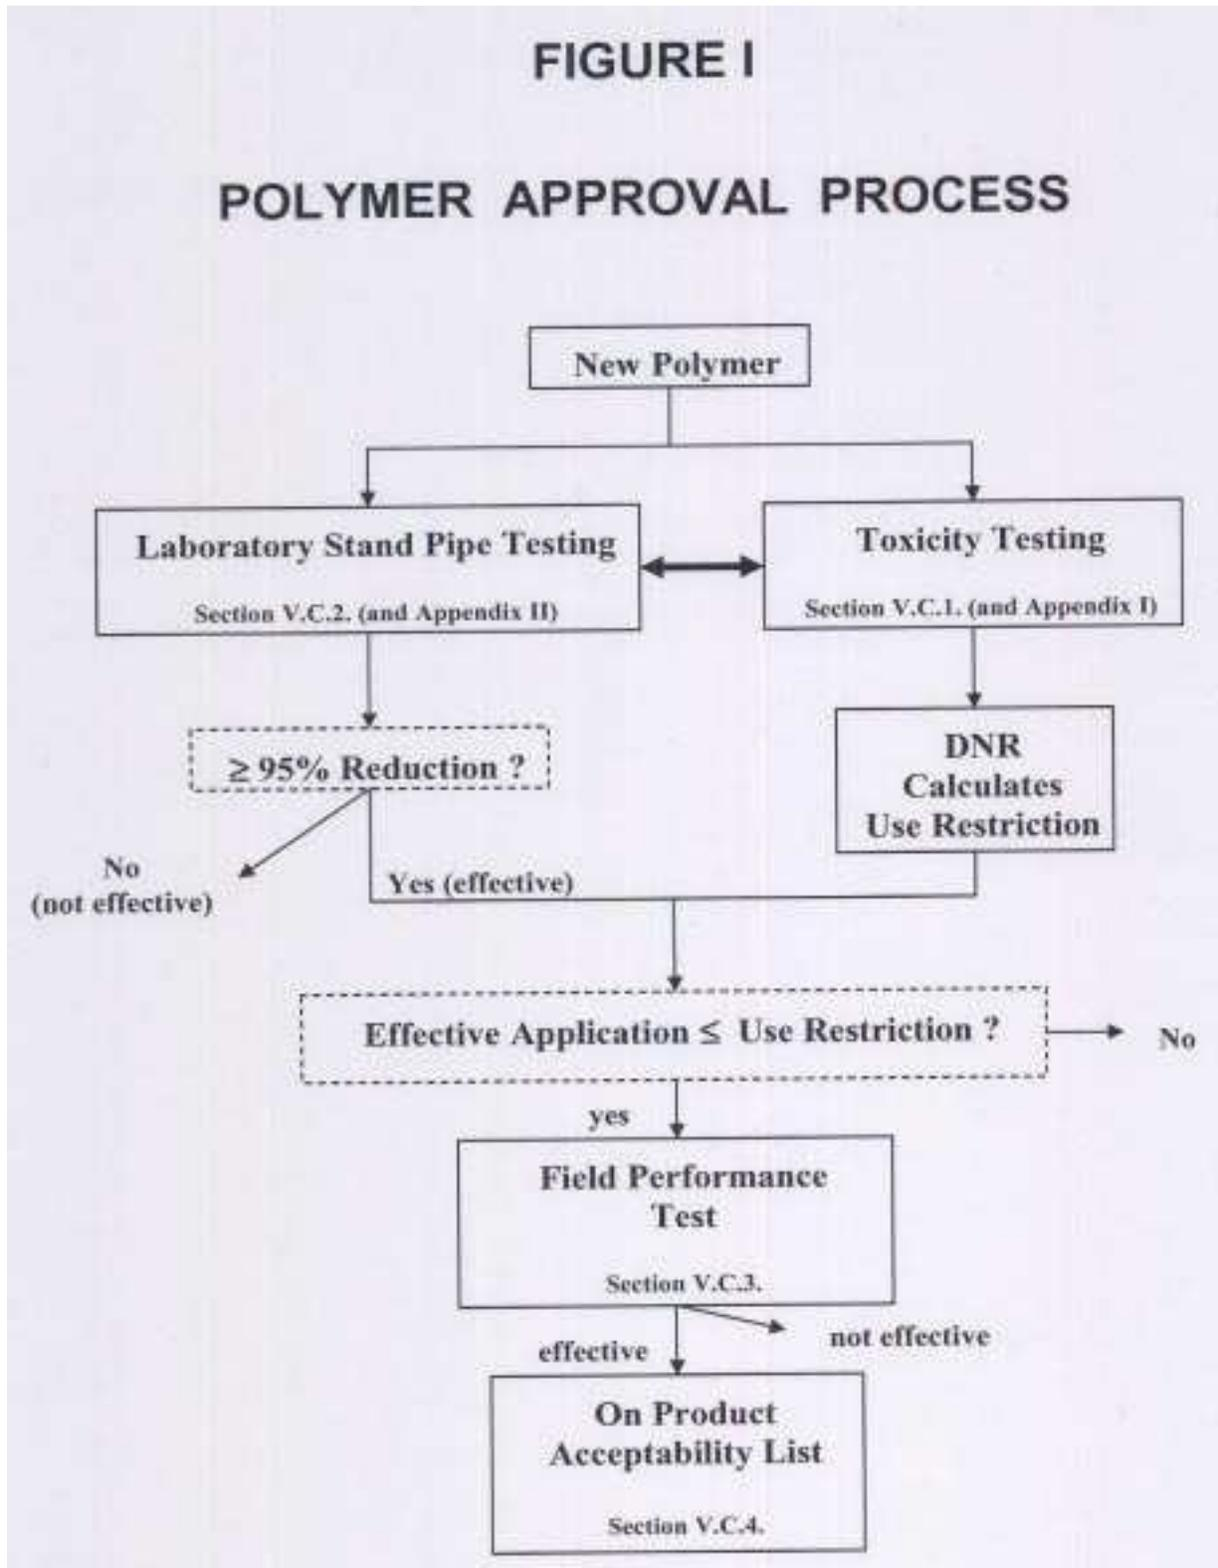 FIGURE I
POLYMER APPROVAL PROCESS
New Polymer
Laboratory Stand Pipe Testing
Section V.C.2. (and Appendix II)
Toxicity Testing
Section V.C.1. (and Appendix I)
≥ 95% Reduction ?
DNR
Calculates
Use Restriction
No
(not effective)
Yes (effective)
Effective Application ≤ Use Restriction ?
No
yes
Field Performance
Test
Section V.C.3.
effective
not effective
On Product
Acceptability List
Section V.C.4.